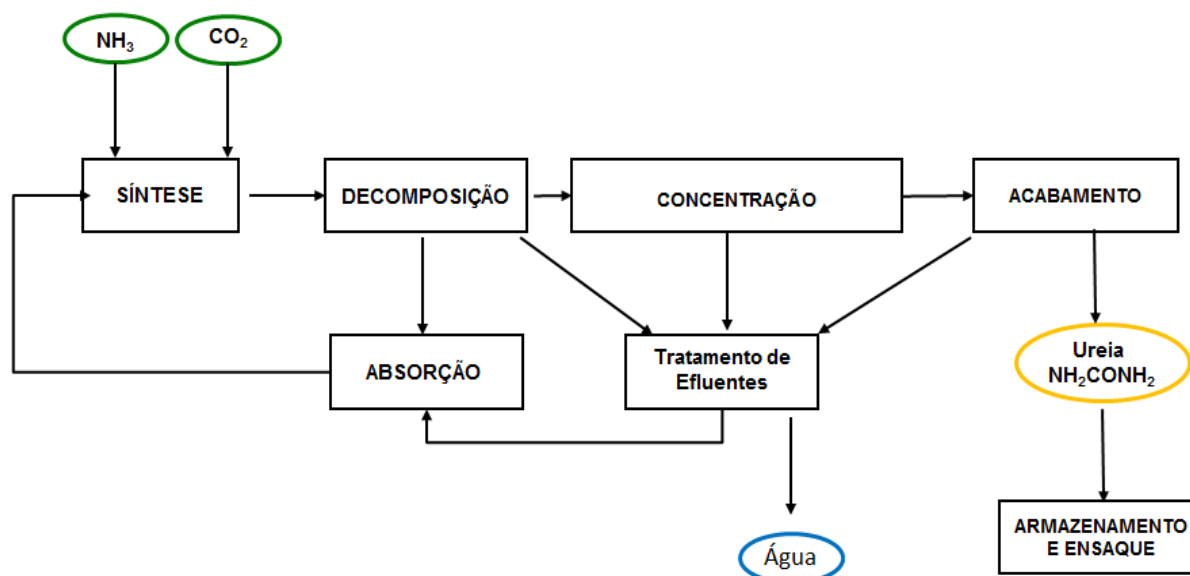 NH₃
CO₂
SÍNTESE
DECOMPOSIÇÃO
CONCENTRAÇÃO
ACABAMENTO
ABSORÇÃO
Tratamento de
Efluentes
Ureia
NH₂CONH₂
Água
ARMAZENAMENTO
E ENSAQUE